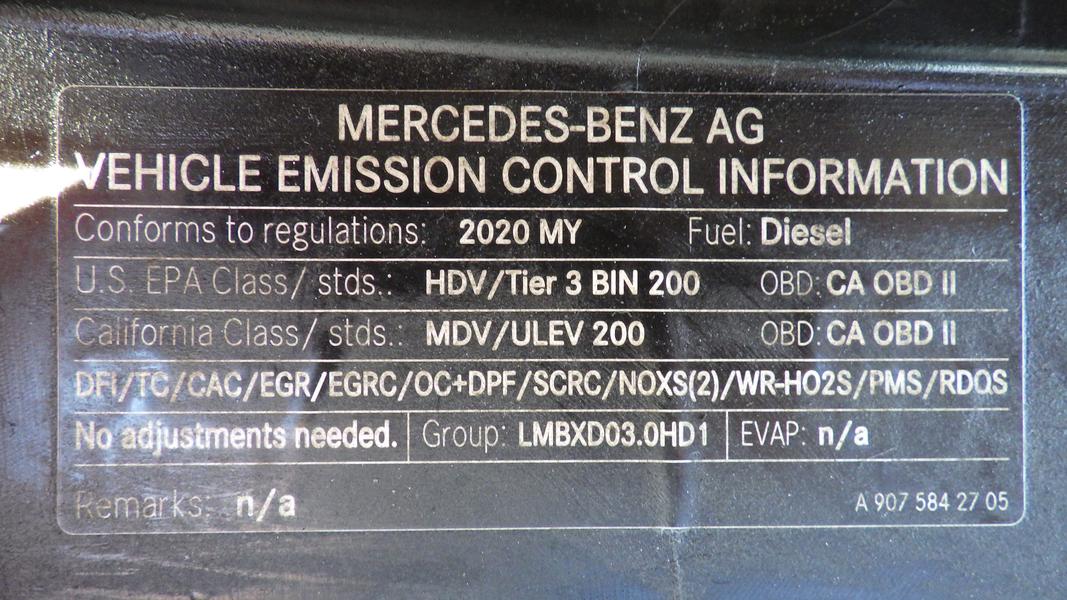 MERCEDES-BENZ AG
VEHICLE EMISSION CONTROL INFORMATION
Conforms to regulations: 2020 MY Fuel: Diesel
U.S. EPA Class/ stds.: HDV/Tier 3 BIN 200 OBD: CA OBD II
California Class/ stds.: MDV/ULEV 200 OBD: CA OBD II
DFI/TC/CAC/EGR/EGRC/OC+DPF/SCRC/NOXS(2)/WR-HO2S/PMS/RDQS
No adjustments needed. Group: LMBXD03.0HD1 EVAP: n/a
Remarks: n/a A 907 584 27 05